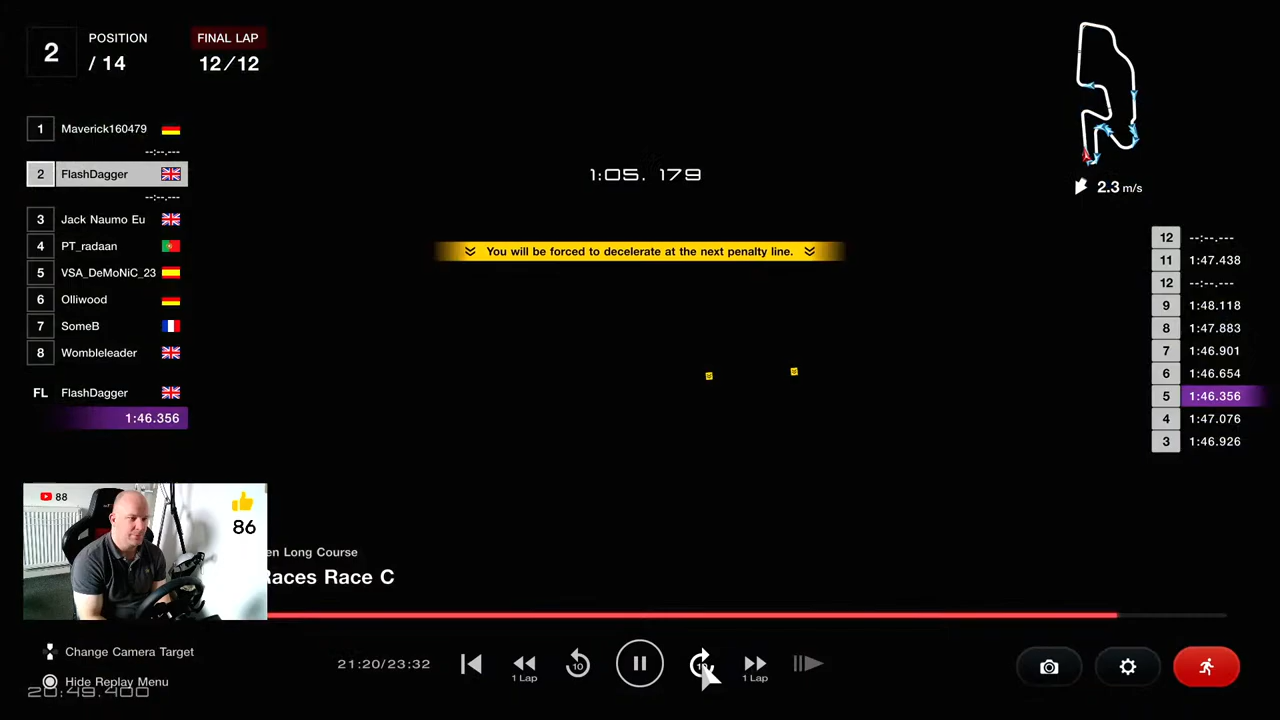 2
POSITION
/ 14
FINAL LAP
12/12
1 Maverick160479
--:--.---
2 FlashDagger
--:--.---
3 Jack Naumo Eu
4 PT_radaan
5 VSA_DeMoNiC_23
6 Olliwood
7 SomeB
8 Wombleleader
FL FlashDagger
1:46.356
1:05. 179
You will be forced to decelerate at the next penalty line.
2.3 m/s
12 --:--.---
11 1:47.438
12 --:--.---
9 1:48.118
8 1:47.883
7 1:46.901
6 1:46.654
5 1:46.356
4 1:47.076
3 1:46.926
88
86
en Long Course
Races Race C
Change Camera Target
Hide Replay Menu
20:49.400
21:20/23:32
1 Lap
10
10
1 Lap